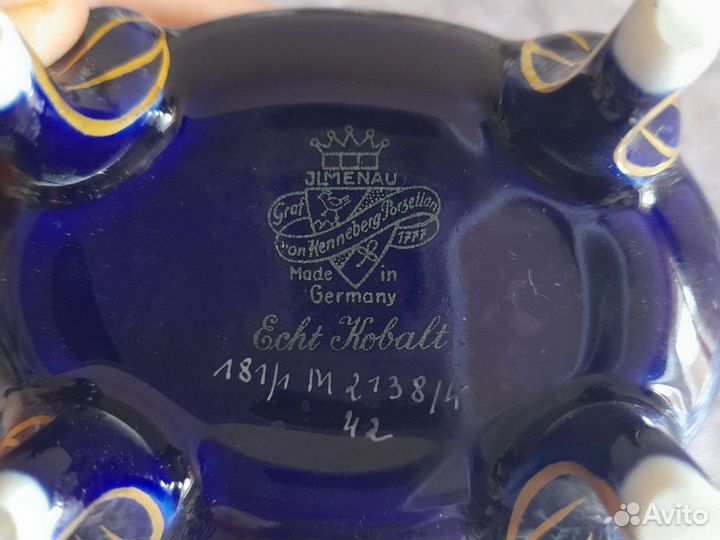 JLMENAU
Graf
von Henneberg Porzellan
1777
Made in
Germany
Echt Kobalt
181/1 M 2138/4
42
Avito